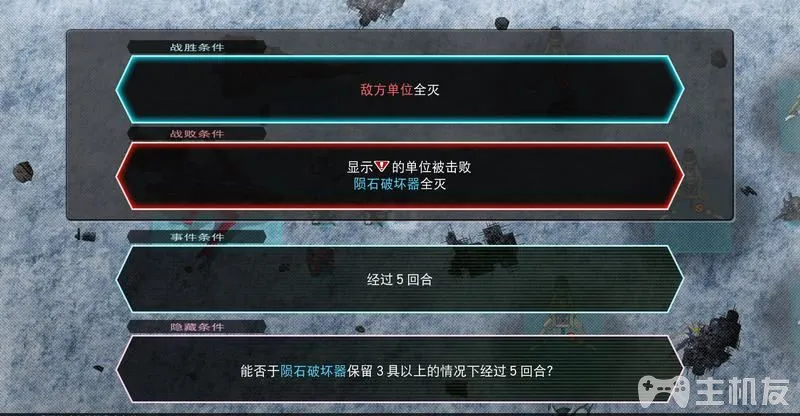 战胜条件
敌方单位全灭
战败条件
显示的单位被击败
陨石破坏器全灭
事件条件
经过5回合
隐藏条件
能否于陨石破坏器保留3具以上的情况下经过5回合?
主机友